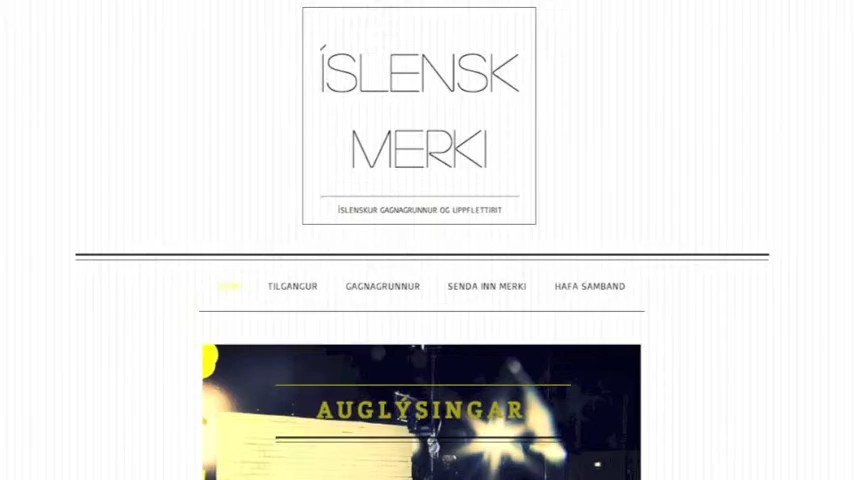 ÍSLENSK
MERKI
ÍSLENSKUR GAGNAGRUNNUR OG UPPFLETTIRIT
TILGANGUR GAGNAGRUNNUR SENDA INN MERKI HAFA SAMBAND
AUGLÝSINGAR